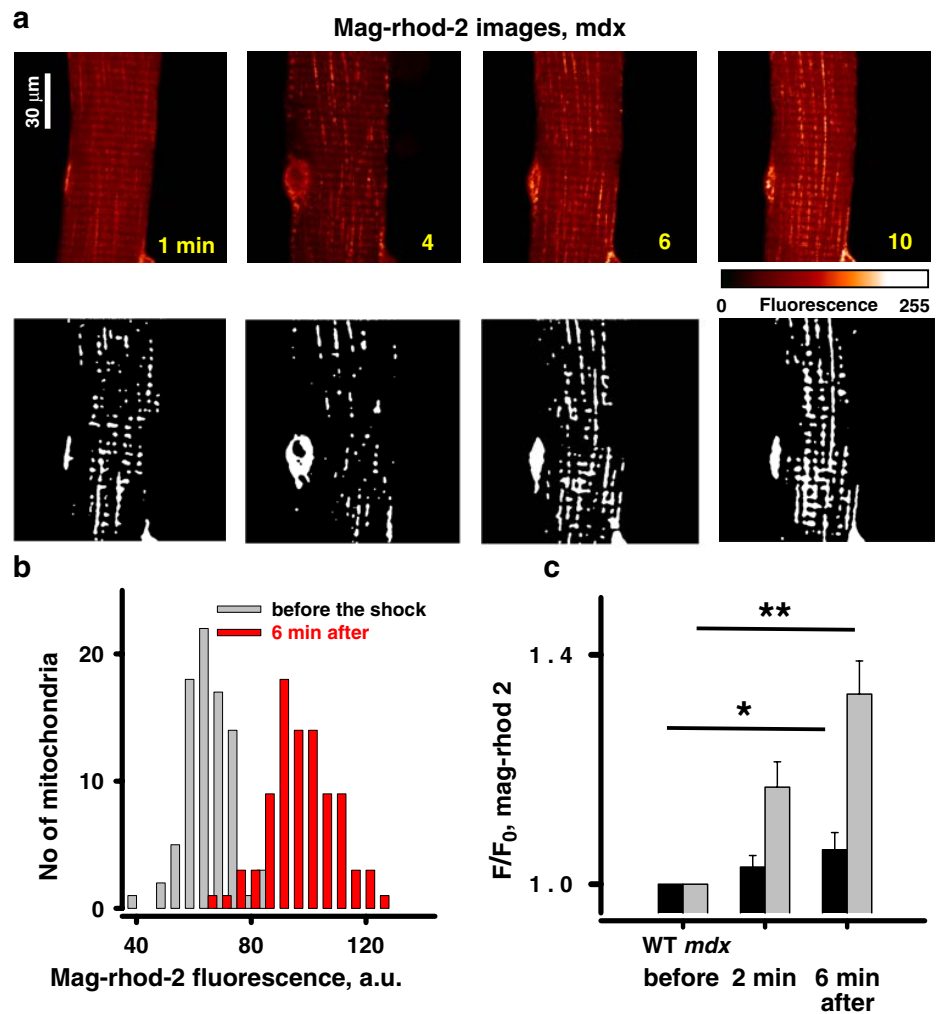 a
Mag-rhod-2 images, mdx
30 μm
1 min
4
6
10
0 Fluorescence 255
b
before the shock
6 min after
No of mitochondria
20
10
0
40 80 120
Mag-rhod-2 fluorescence, a.u.
c
**
*
F/F₀, mag-rhod 2
1.4
1.0
WT mdx
before 2 min 6 min
after